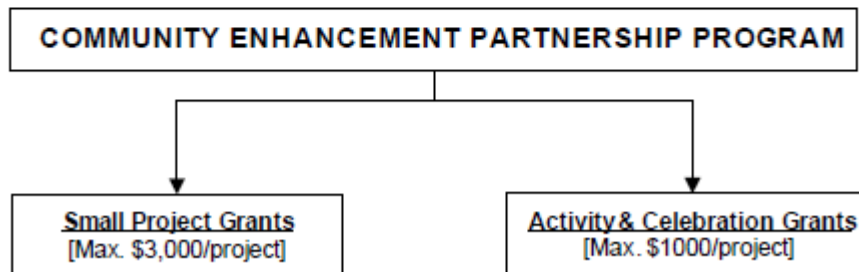 COMMUNITY ENHANCEMENT PARTNERSHIP PROGRAM
Small Project Grants
[Max. $3,000/project]
Activity & Celebration Grants
[Max. $1000/project]